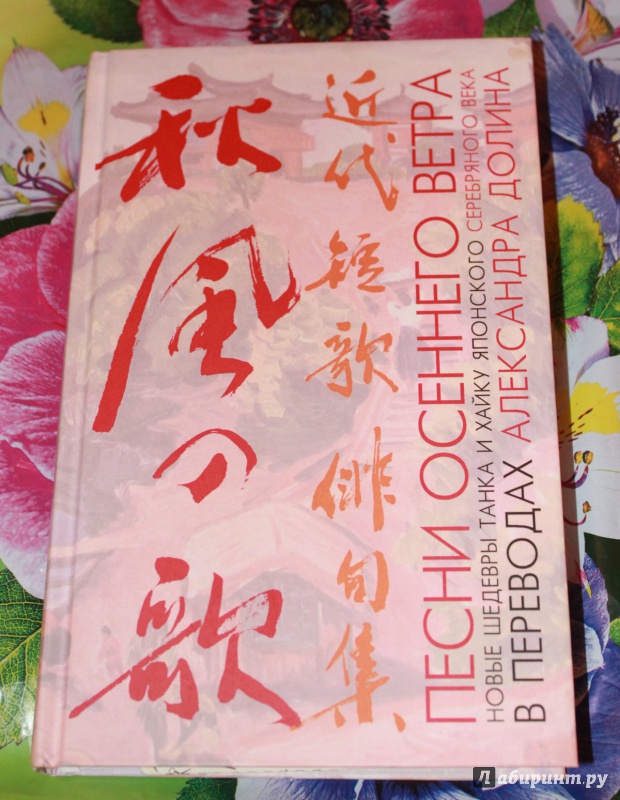 秋風の歌
近代短歌俳句集
ПЕСНИ ОСЕННЕГО ВЕТРА
НОВЫЕ ШЕДЕВРЫ ТАНКА И ХАЙКУ ЯПОНСКОГО СЕРЕБРЯНОГО ВЕКА
В ПЕРЕВОДАХ АЛЕКСАНДРА ДОЛИНА
Лабиринт.ру